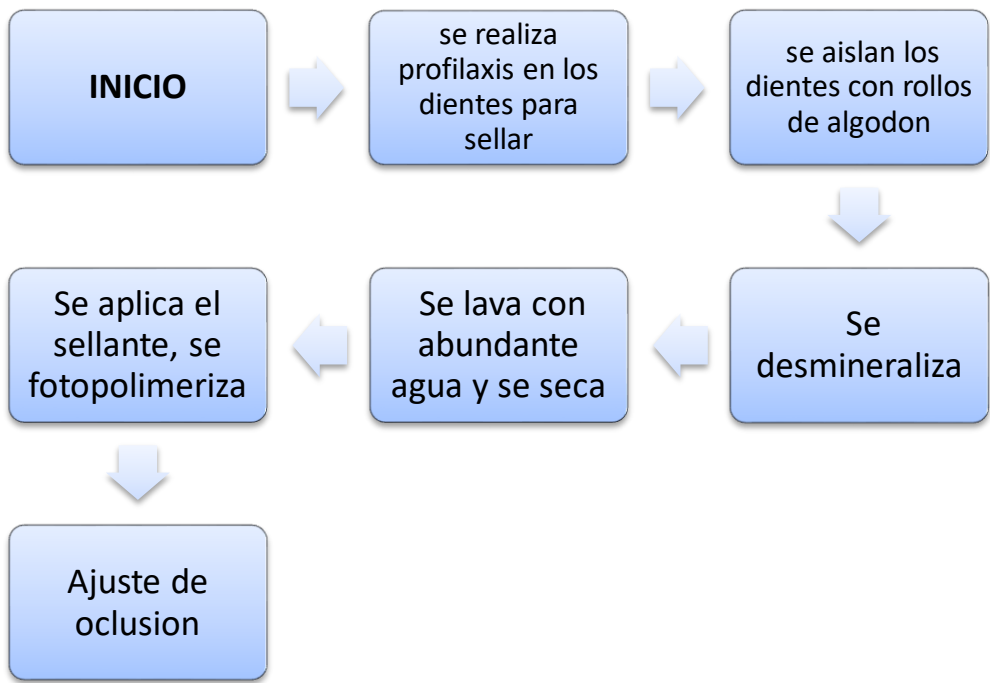 INICIO
se realiza
profilaxis en los
dientes para
sellar
se aislan los
dientes con rollos
de algodon
Se
desmineraliza
Se lava con
abundante
agua y se seca
Se aplica el
sellante, se
fotopolimeriza
Ajuste de
oclusion